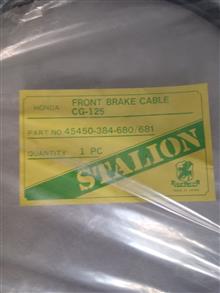 HONDA FRONT BRAKE CABLE
CG-125
PART NO 45450-384-680/681
QUANTITY: 1 PC
STALION